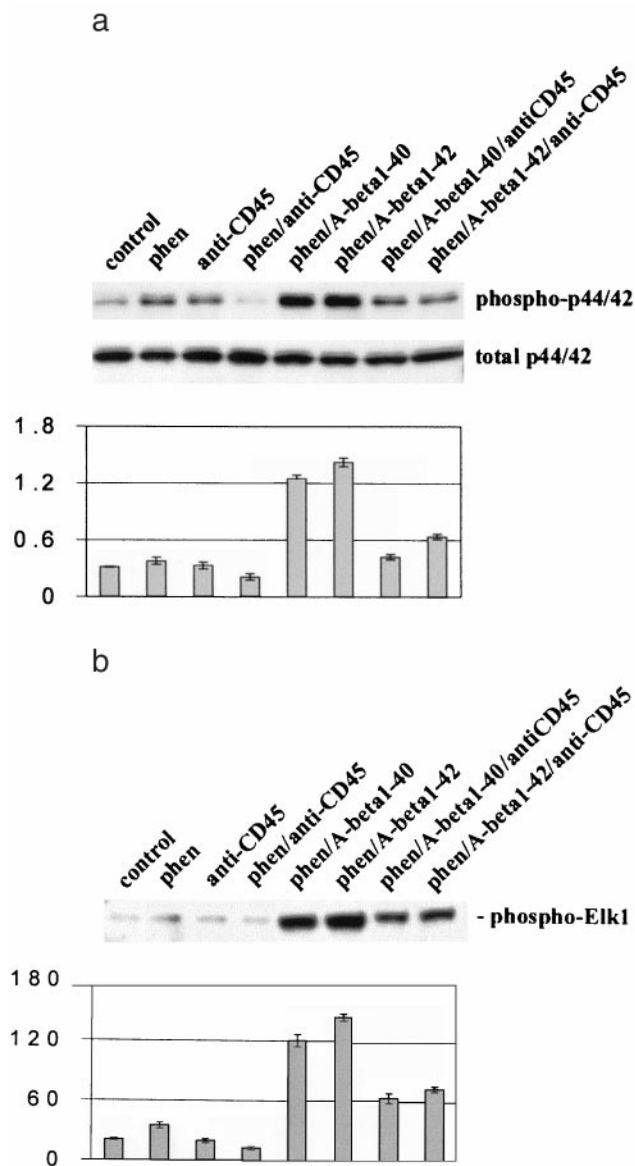 a
control
phen
anti-CD45
phen/anti-CD45
phen/A-beta1-40
phen/A-beta1-42
phen/A-beta1-40/antiCD45
phen/A-beta1-42/anti-CD45
phospho-p44/42
total p44/42
1.8
1.2
0.6
0
b
control
phen
anti-CD45
phen/anti-CD45
phen/A-beta1-40
phen/A-beta1-42
phen/A-beta1-40/antiCD45
phen/A-beta1-42/anti-CD45
- phospho-Elk1
180
120
60
0